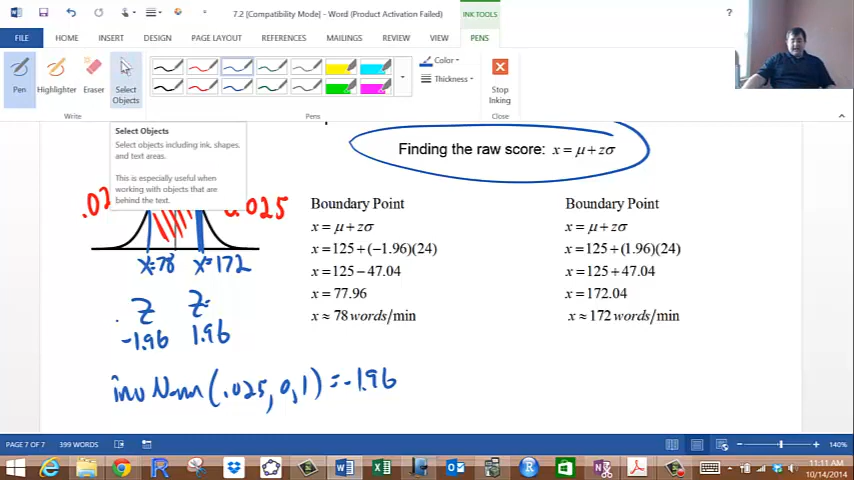 7.2 [Compatibility Mode] - Word (Product Activation Failed)
INK TOOLS
?
FILE HOME INSERT DESIGN PAGE LAYOUT REFERENCES MAILINGS REVIEW VIEW PENS
Pen
Highlighter
Eraser
Select
Objects
Color
Thickness
Stop
Inking
Write
Pens
Close
Select Objects
Select objects including ink, shapes,
and text areas.
This is especially useful when
working with objects that are
behind the text.
Finding the raw score: x = μ + zσ
.025
x=78 x=172
Z Z
-1.96 1.96
invNorm(.025, 0, 1) = -1.96
Boundary Point
x = μ + zσ
x = 125 + (−1.96)(24)
x = 125 − 47.04
x = 77.96
x ≈ 78 words/min
Boundary Point
x = μ + zσ
x = 125 + (1.96)(24)
x = 125 + 47.04
x = 172.04
x ≈ 172 words/min
PAGE 7 OF 7 399 WORDS
140%
11:11 AM
10/14/2014